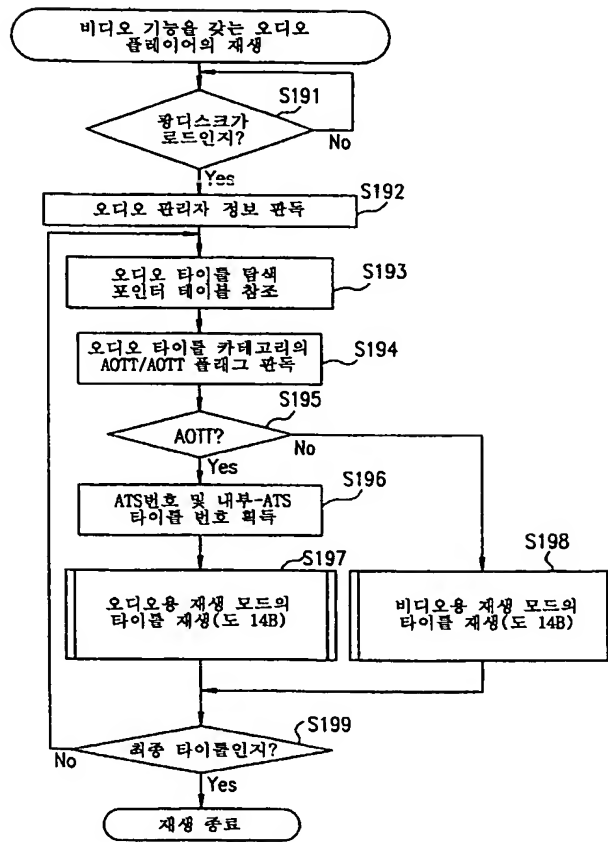 비디오 기능을 갖는 오디오
플레이어의 재생
S191
광디스크가
로드인지?
No
Yes
S192
오디오 관리자 정보 판독
S193
오디오 타이틀 탐색
포인터 테이블 참조
S194
오디오 타이틀 카테고리의
AOTT/AOTT 플래그 판독
S195
AOTT?
No
Yes
S196
ATS번호 및 내부-ATS
타이틀 번호 획득
S197
S198
오디오용 재생 모드의
타이틀 재생(도 14B)
비디오용 재생 모드의
타이틀 재생(도 14B)
S199
최종 타이틀인지?
No
Yes
재생 종료